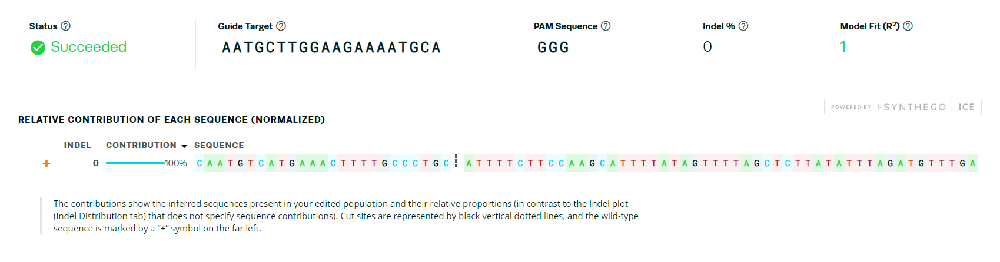 Status ? Guide Target ? PAM Sequence ? Indel % ? Model Fit (R²) ?
Succeeded AATGCTTGGAAGAAAATGCA GGG 0 1
POWERED BY SYNTHEGO ICE
RELATIVE CONTRIBUTION OF EACH SEQUENCE (NORMALIZED)
INDEL CONTRIBUTION SEQUENCE
+ 0 100% CAATGTCATGAAACTTTTGCCCTGC ATTTTCTTCCAAGCATTTTATAGTTTTAGCTCTTATATTTAGATGTTTGA
The contributions show the inferred sequences present in your edited population and their relative proportions (in contrast to the Indel plot
(Indel Distribution tab) that does not specify sequence contributions). Cut sites are represented by black vertical dotted lines, and the wild-type
sequence is marked by a “+” symbol on the far left.